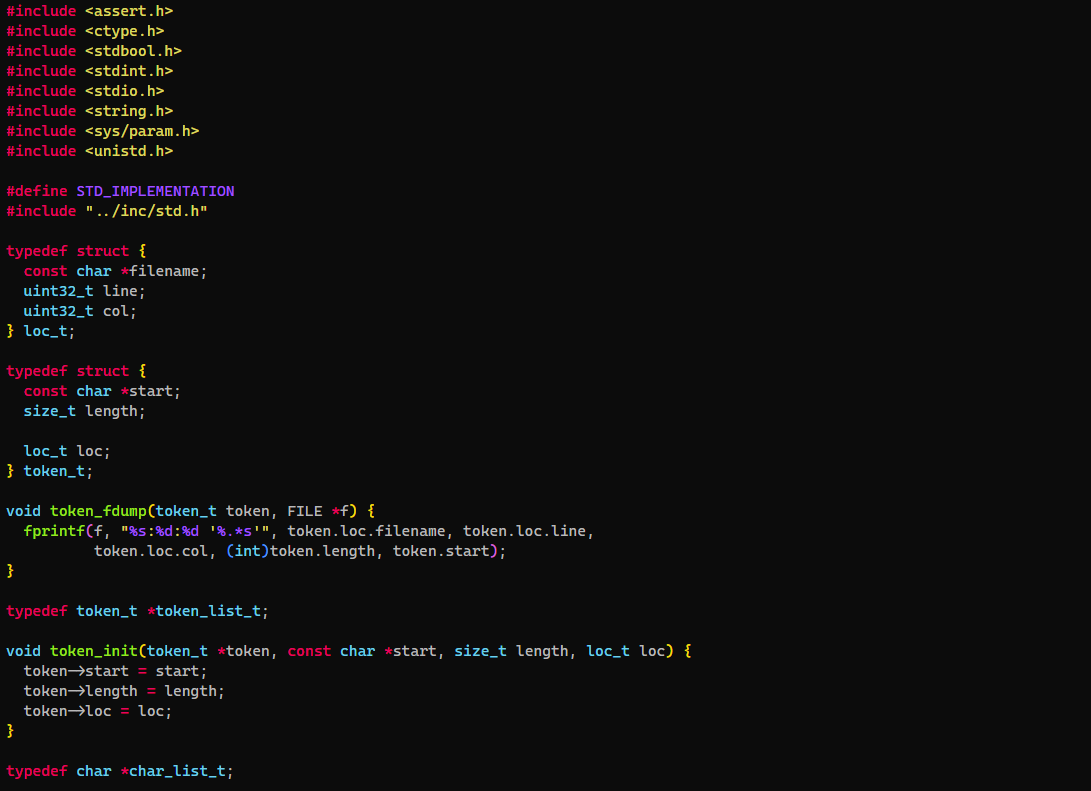 #include <assert.h>
#include <ctype.h>
#include <stdbool.h>
#include <stdint.h>
#include <stdio.h>
#include <string.h>
#include <sys/param.h>
#include <unistd.h>

#define STD_IMPLEMENTATION
#include "../inc/std.h"

typedef struct {
  const char *filename;
  uint32_t line;
  uint32_t col;
} loc_t;

typedef struct {
  const char *start;
  size_t length;

  loc_t loc;
} token_t;

void token_fdump(token_t token, FILE *f) {
  fprintf(f, "%s:%d:%d '%.*s'", token.loc.filename, token.loc.line,
          token.loc.col, (int)token.length, token.start);
}

typedef token_t *token_list_t;

void token_init(token_t *token, const char *start, size_t length, loc_t loc) {
  token->start = start;
  token->length = length;
  token->loc = loc;
}

typedef char *char_list_t;